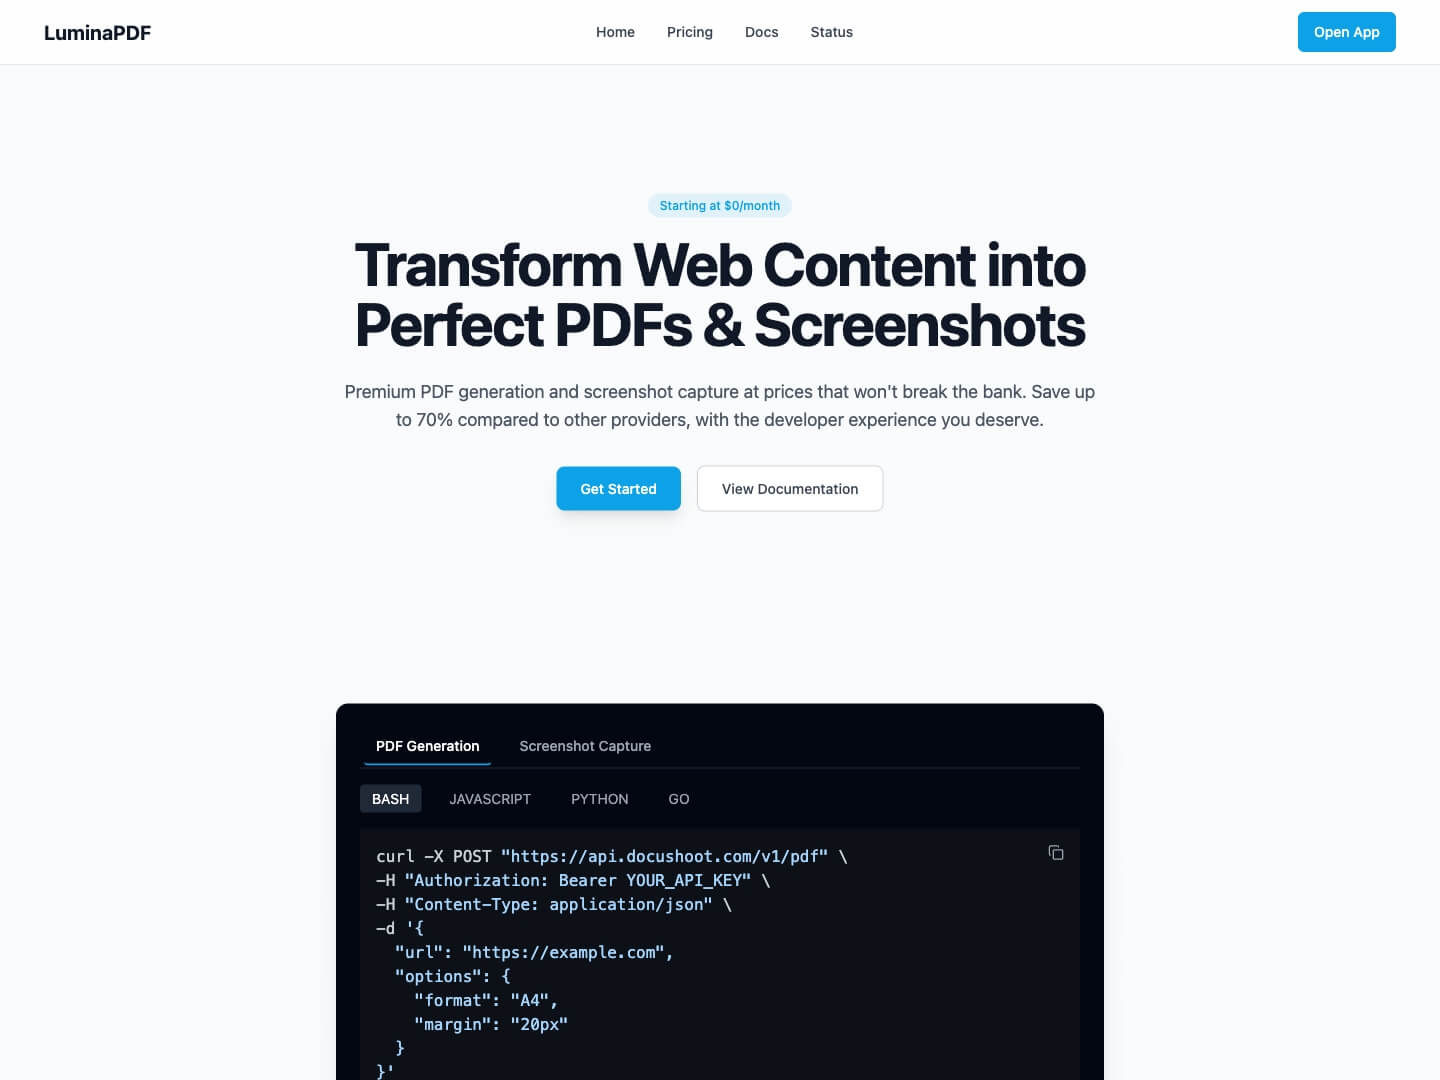 LuminaPDF
Home
Pricing
Docs
Status
Open App
Starting at $0/month
Transform Web Content into
Perfect PDFs & Screenshots
Premium PDF generation and screenshot capture at prices that won't break the bank. Save up
to 70% compared to other providers, with the developer experience you deserve.
Get Started
View Documentation
PDF Generation
Screenshot Capture
BASH
JAVASCRIPT
PYTHON
GO
curl -X POST "https://api.docushoot.com/v1/pdf" \
-H "Authorization: Bearer YOUR_API_KEY" \
-H "Content-Type: application/json" \
-d '{
  "url": "https://example.com",
  "options": {
    "format": "A4",
    "margin": "20px"
  }
}'